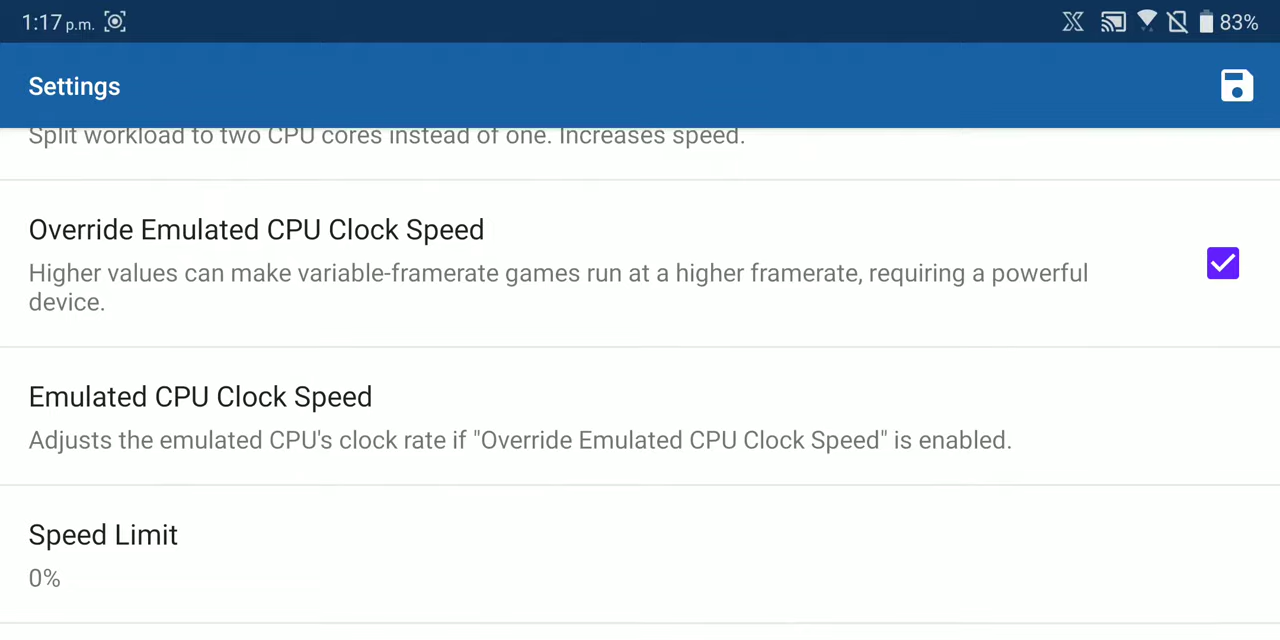 1:17 p.m.
83%
Settings
Split workload to two CPU cores instead of one. Increases speed.
Override Emulated CPU Clock Speed
Higher values can make variable-framerate games run at a higher framerate, requiring a powerful
device.
Emulated CPU Clock Speed
Adjusts the emulated CPU's clock rate if "Override Emulated CPU Clock Speed" is enabled.
Speed Limit
0%